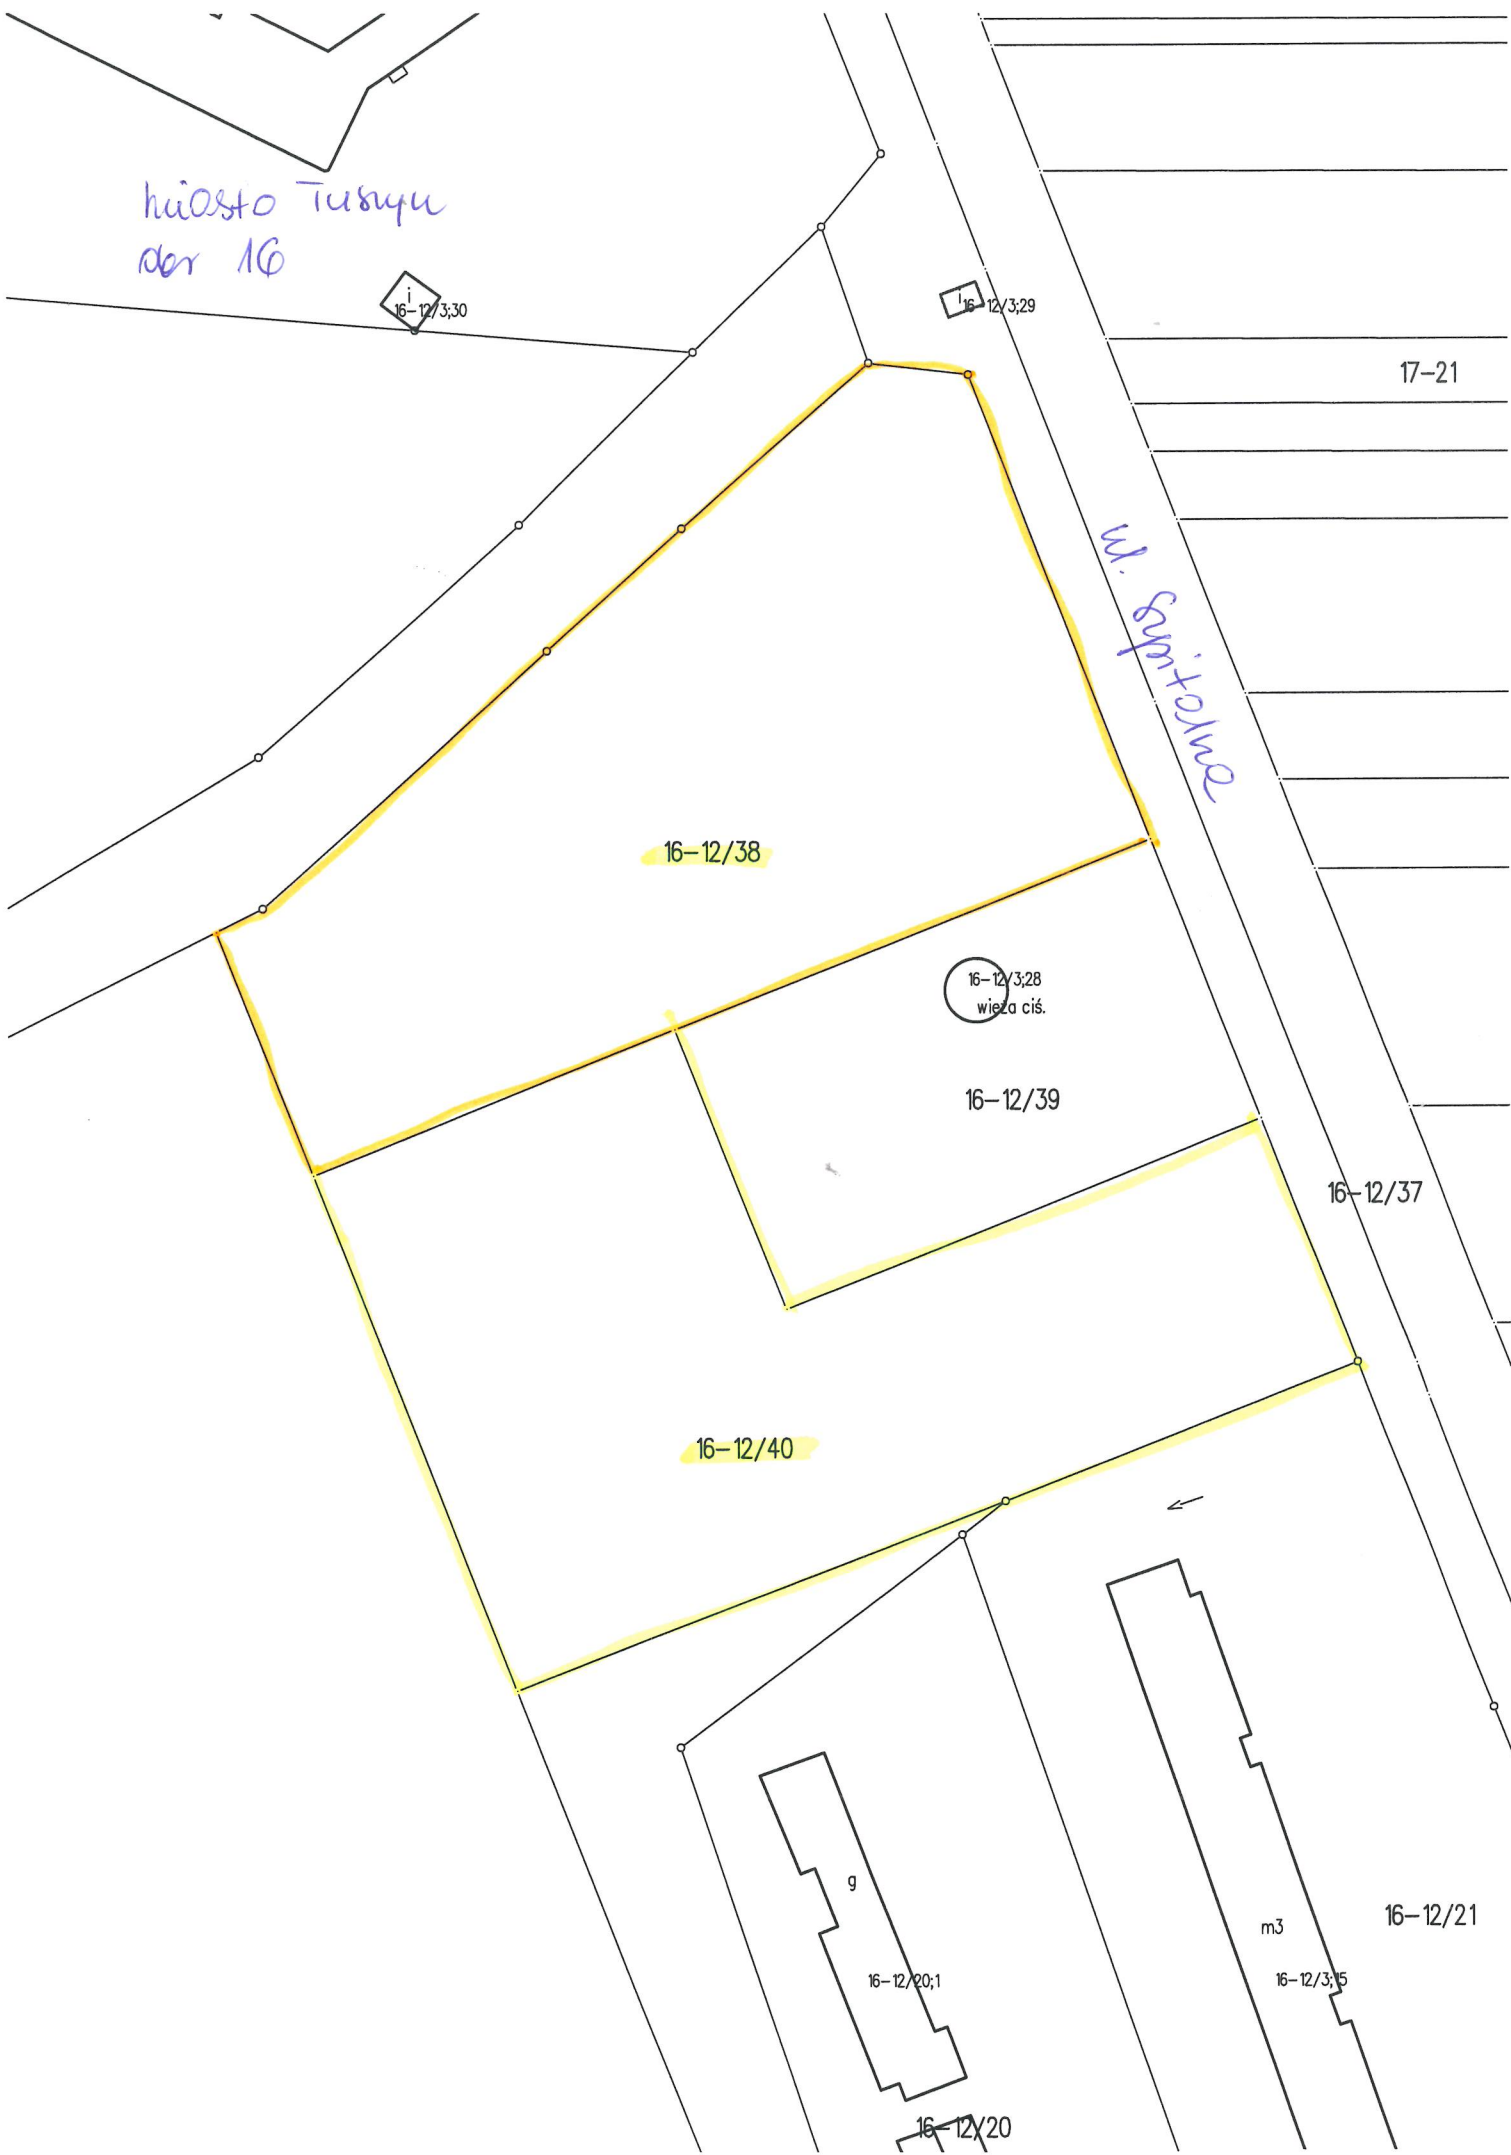 miasto Tuszyn
obr 16
i
16-12/3;30
i
16-12/3;29
17-21
ul. Szpitalna
16-12/38
16-12/3;28
wieża ciś.
16-12/39
16-12/37
16-12/40
g
16-12/21
m3
16-12/20;1
16-12/3;15
16-12/20